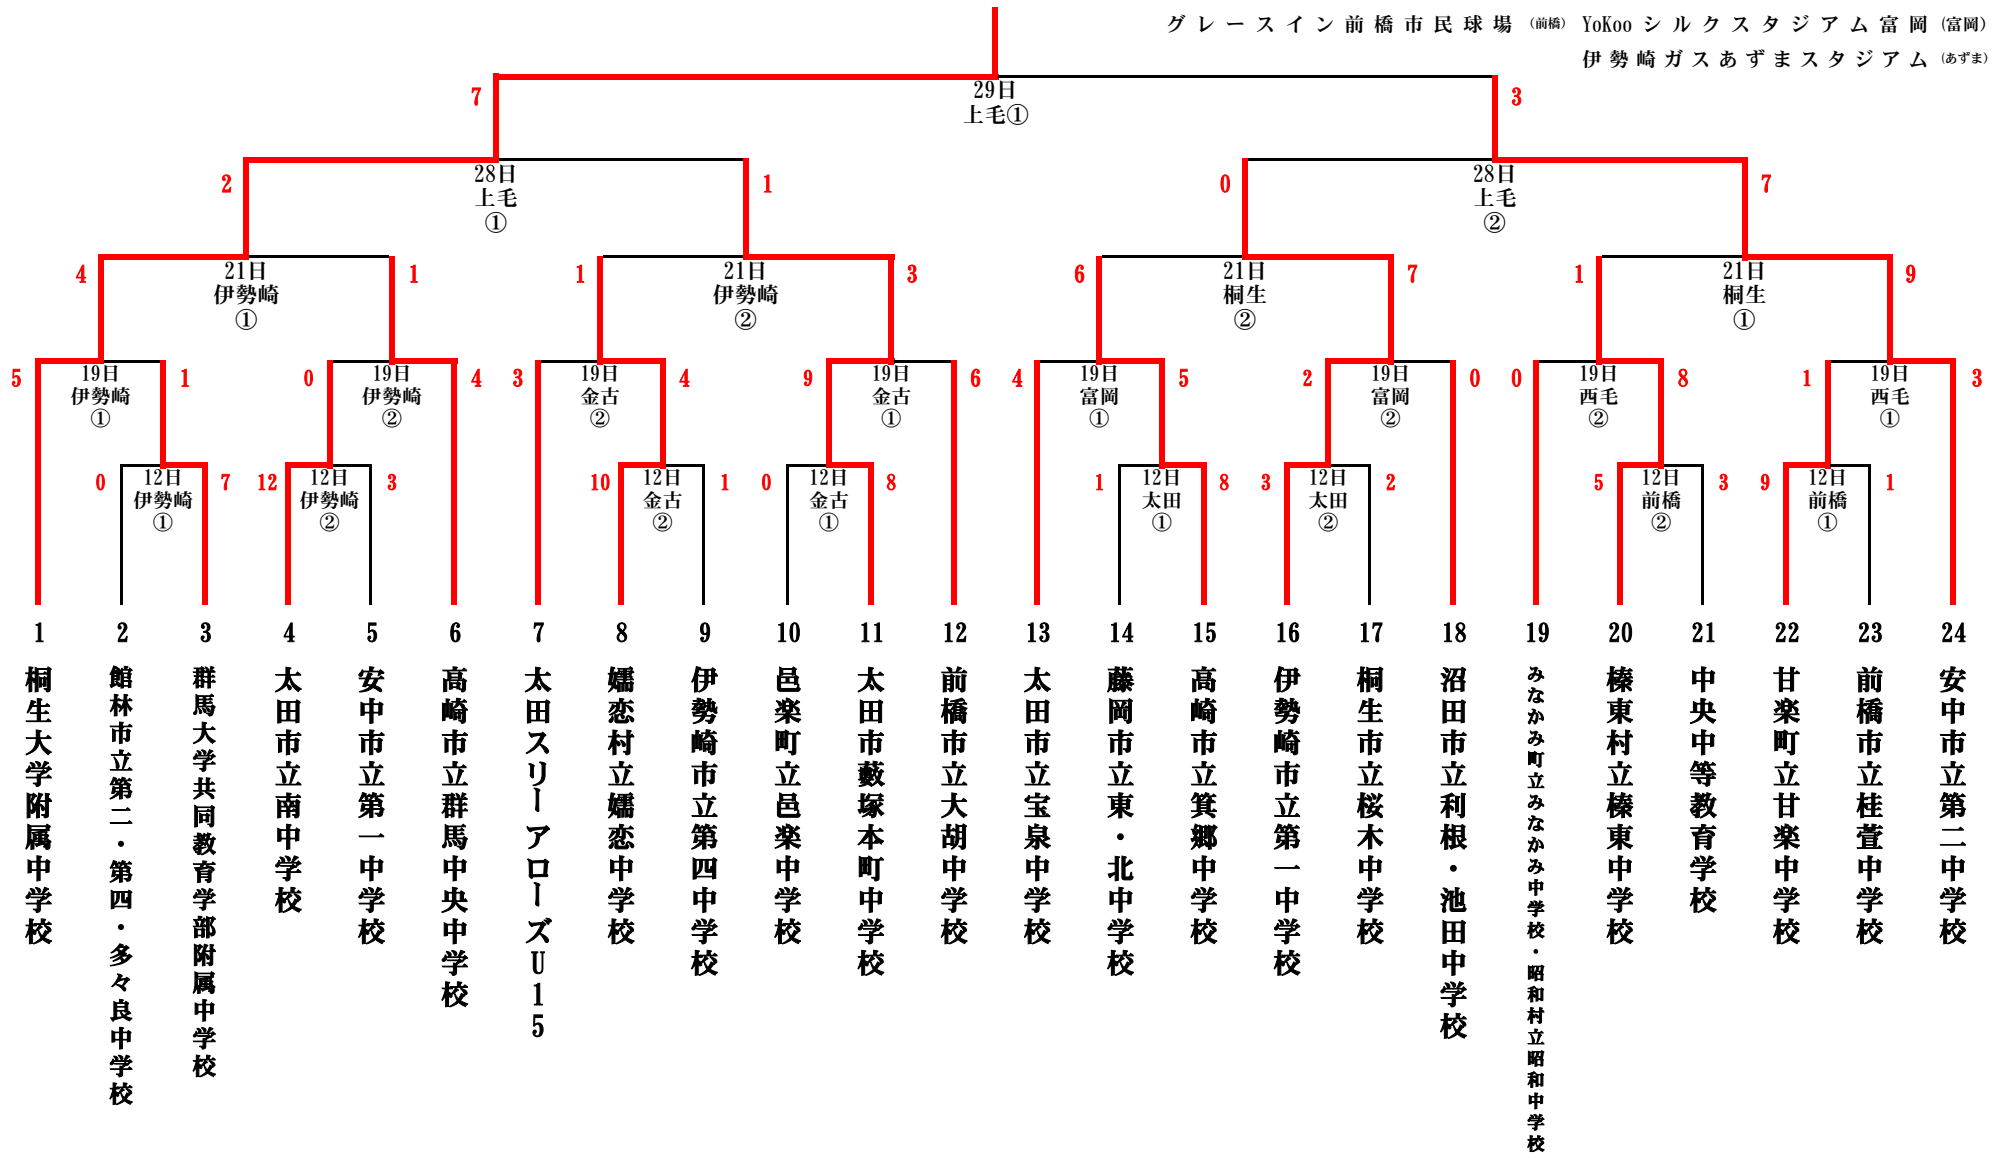 グレースイン前橋市民球場 (前橋) YoKooシルクスタジアム富岡 (富岡)
伊勢崎ガスあずまスタジアム (あずま)
7 29日 3
上毛①
2 28日 1 0 28日 7
上毛 上毛
① ②
4 21日 1 1 21日 3 6 21日 7 1 21日 9
伊勢崎 伊勢崎 桐生 桐生
① ② ② ①
5 19日 1 0 19日 4 3 19日 4 9 19日 6 4 19日 5 2 19日 0 0 19日 8 1 19日 3
伊勢崎 伊勢崎 金古 金古 富岡 富岡 西毛 西毛
① ② ② ① ① ② ② ①
0 12日 7 12 12日 3 10 12日 1 0 12日 8 1 12日 8 3 12日 2 5 12日 3 9 12日 1
伊勢崎 伊勢崎 金古 金古 太田 太田 前橋 前橋
① ② ② ① ① ② ② ①
1 桐生大学附属中学校
2 館林市立第二・第四・多々良中学校
3 群馬大学共同教育学部附属中学校
4 太田市立南中学校
5 安中市立第一中学校
6 高崎市立群馬中央中学校
7 太田スリーアローズU15
8 嬬恋村立嬬恋中学校
9 伊勢崎市立第四中学校
10 邑楽町立邑楽中学校
11 太田市藪塚本町中学校
12 前橋市立大胡中学校
13 太田市立宝泉中学校
14 藤岡市立東・北中学校
15 高崎市立箕郷中学校
16 伊勢崎市立第一中学校
17 桐生市立桜木中学校
18 沼田市立利根・池田中学校
19 みなかみ町立みなかみ中学校・昭和村立昭和中学校
20 榛東村立榛東中学校
21 中央中等教育学校
22 甘楽町立甘楽中学校
23 前橋市立桂萱中学校
24 安中市立第二中学校